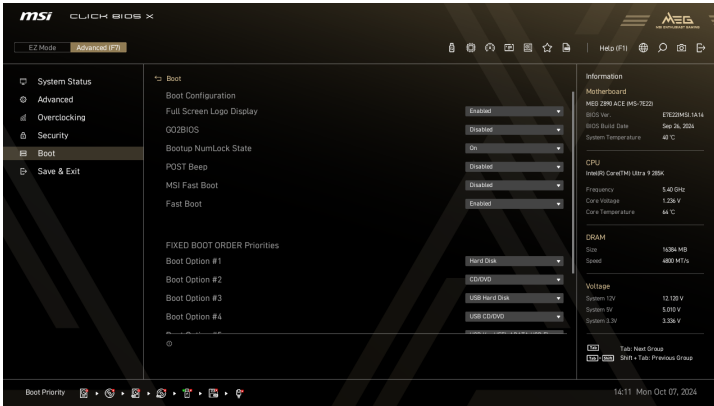 msi CLICK BIOS X
MEG
EZ Mode Advanced (F7)
Help (F1)
System Status
Advanced
Overclocking
Security
Boot
Save & Exit
Boot
Boot Configuration
Full Screen Logo Display Enabled
GO2BIOS Disabled
Bootup NumLock State On
POST Beep Disabled
MSI Fast Boot Disabled
Fast Boot Enabled
FIXED BOOT ORDER Priorities
Boot Option #1 Hard Disk
Boot Option #2 CD/DVD
Boot Option #3 USB Hard Disk
Boot Option #4 USB CD/DVD
Information
Motherboard
MEG Z890 ACE (MS-7E22)
BIOS Ver. E7E22IMSI.1A14
BIOS Build Date Sep 26, 2024
System Temperature 40 °C
CPU
Intel(R) Core(TM) Ultra 9 285K
Frequency 5.40 GHz
Core Voltage 1.236 V
Core Temperature 64 °C
DRAM
Size 16384 MB
Speed 4800 MT/s
Voltage
System 12V 12.120 V
System 5V 5.010 V
System 3.3V 3.336 V
Tab Tab: Next Group
Tab+Shift Shift + Tab: Previous Group
Boot Priority
14:11 Mon Oct 07, 2024